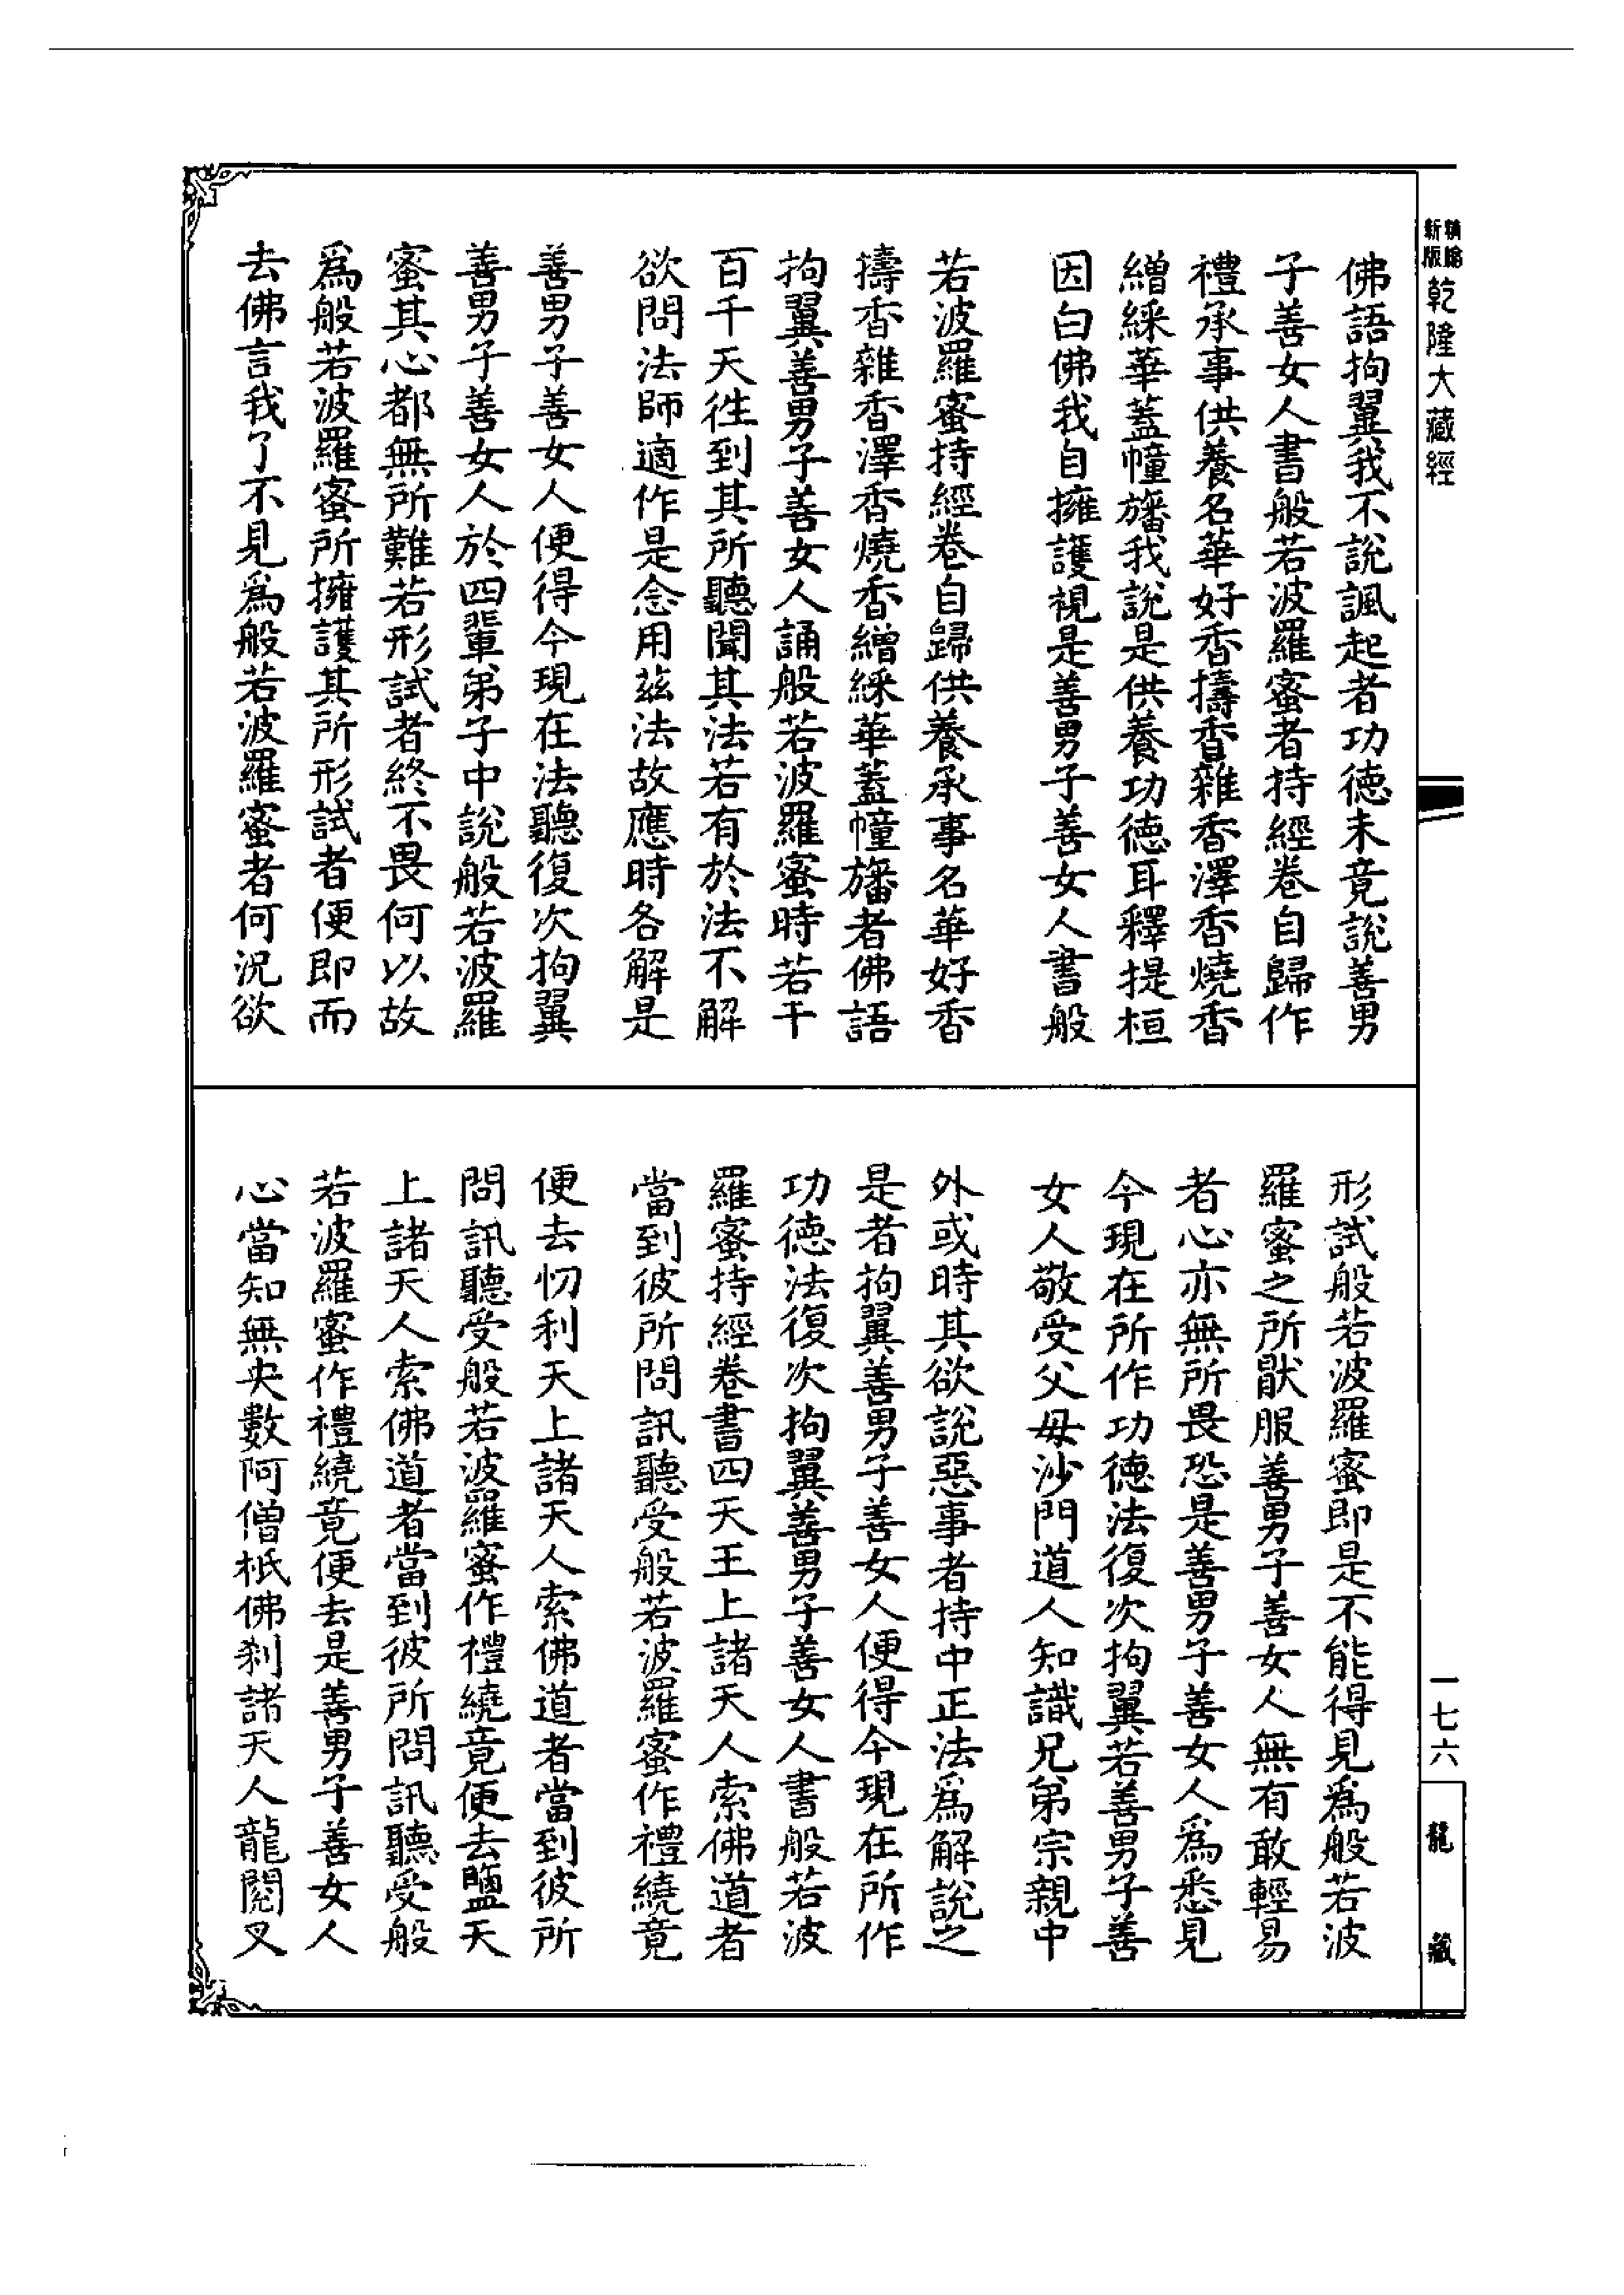 新版精縮乾隆大藏經
佛語拘翼我不說諷起者功德未竟說善男
子善女人書般若波羅蜜者持經卷自歸作
禮承事供養名華好香擣香雜香澤香燒香
繒綵華蓋幢旛我說是供養功德耳釋提桓
因白佛我自擁護視是善男子善女人書般
若波羅蜜持經卷自歸供養承事名華好香
擣香雜香澤香燒香繒綵華蓋幢旛者佛語
拘翼善男子善女人誦般若波羅蜜時若干
百千天往到其所聽聞其法若有於法不解
欲問法師適作是念用茲法故應時各解是
善男子善女人便得今現在法聽復次拘翼
善男子善女人於四輩弟子中說般若波羅
蜜其心都無所難若形試者終不畏何以故
為般若波羅蜜所擁護其所形試者便即而
去佛言我了不見為般若波羅蜜者何況欲
形試般若波羅蜜即是不能得見為般若波
羅蜜之所猒服善男子善女人無有敢輕易
者心亦無所畏恐是善男子善女人為悉見
今現在所作功德法復次拘翼若善男子善
女人敬受父母沙門道人知識兄弟宗親中
外或時其欲說惡事者持中正法為解說之
是者拘翼善男子善女人便得今現在所作
功德法復次拘翼善男子善女人書般若波
羅蜜持經卷書四天王上諸天人索佛道者
當到彼所問訊聽受般若波羅蜜作禮繞竟
便去忉利天上諸天人索佛道者當到彼所
問訊聽受般若波羅蜜作禮繞竟便去鹽天
上諸天人索佛道者當到彼所問訊聽受般
若波羅蜜作禮繞竟便去是善男子善女人
心當知無央數阿僧祇佛剎諸天人龍閱叉
一七六
龍藏